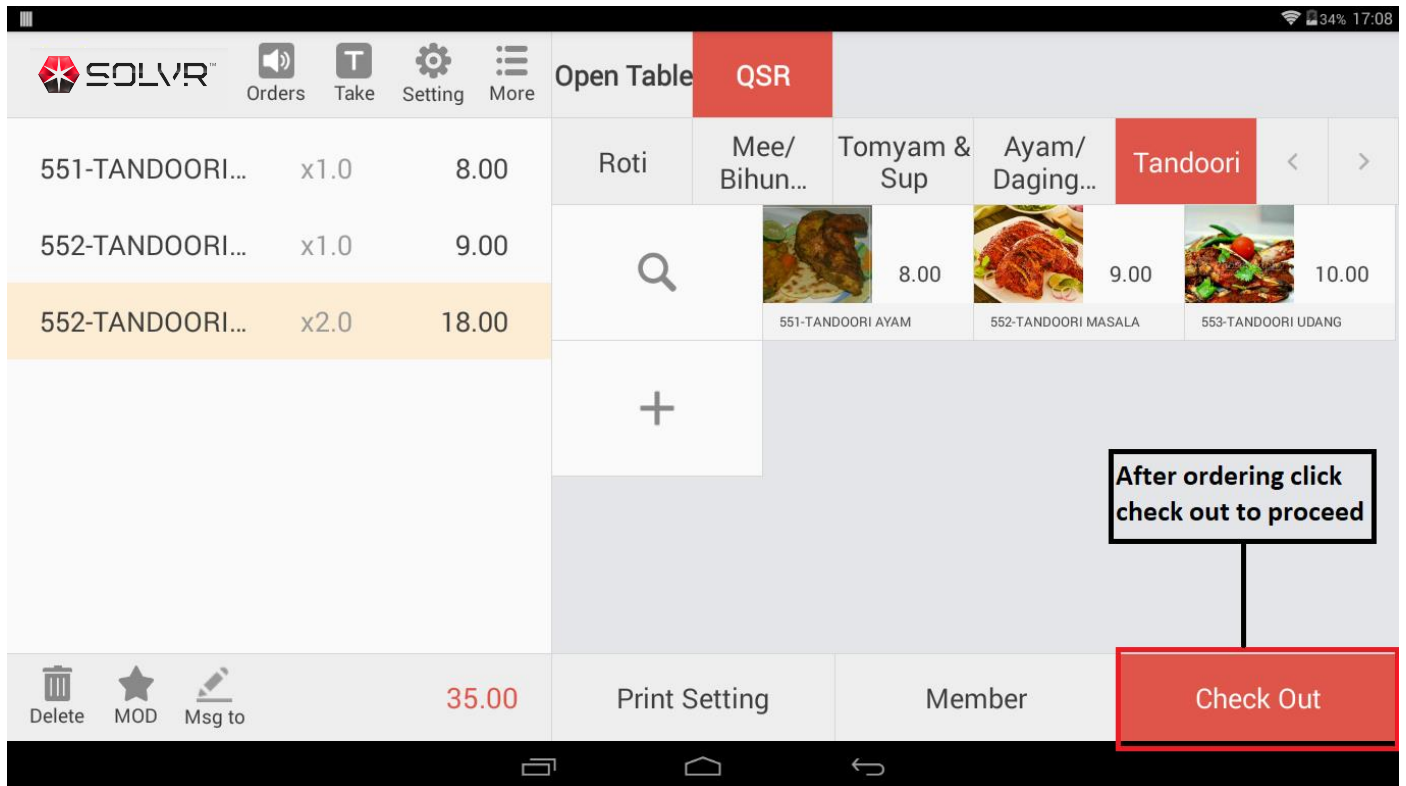 34% 17:08
SOLVR™
Orders Take Setting More
Open Table QSR
Roti
Mee/
Bihun...
Tomyam &
Sup
Ayam/
Daging...
Tandoori < >
551-TANDOORI... x1.0 8.00
552-TANDOORI... x1.0 9.00
552-TANDOORI... x2.0 18.00
8.00
551-TANDOORI AYAM
9.00
552-TANDOORI MASALA
10.00
553-TANDOORI UDANG
+
After ordering click
check out to proceed
Delete MOD Msg to
35.00
Print Setting Member Check Out